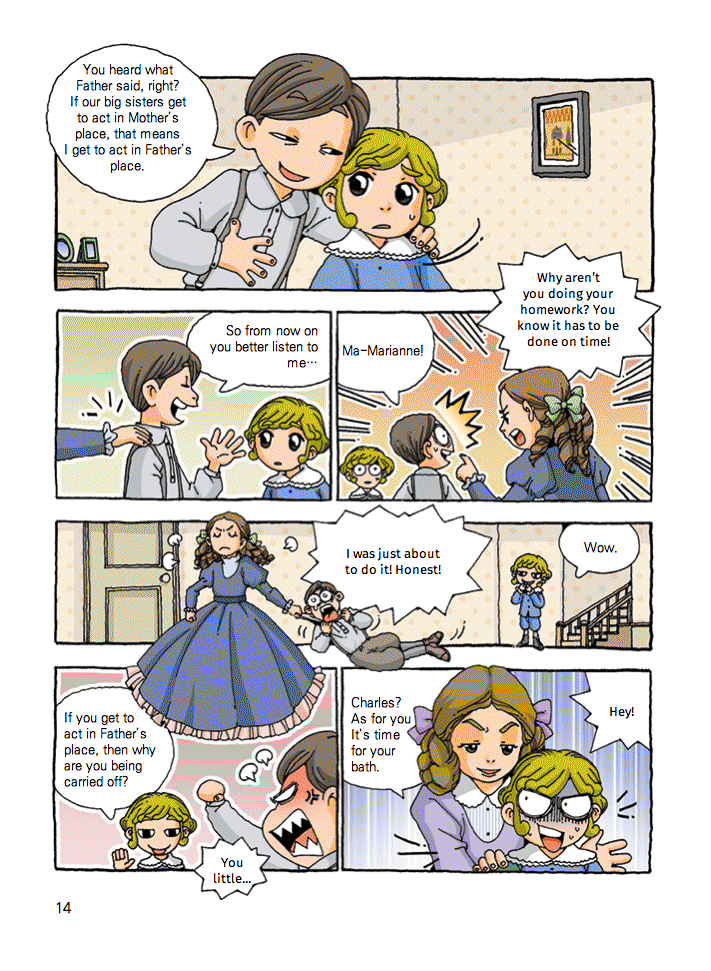 You heard what
Father said, right?
If our big sisters get
to act in Mother's
place, that means
I get to act in Father's
place.
So from now on
you better listen to
me…
Ma-Marianne!
Why aren't
you doing your
homework? You
know it has to be
done on time!
I was just about
to do it! Honest!
Wow.
If you get to
act in Father's
place, then why
are you being
carried off?
You
little...
Charles?
As for you
It's time
for your
bath.
Hey!
14